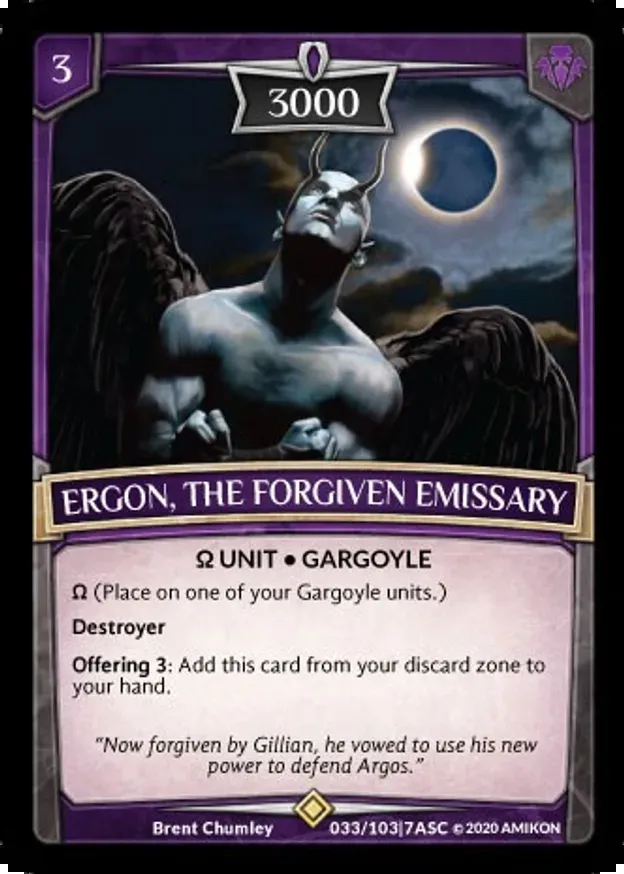 3
3000
ERGON, THE FORGIVEN EMISSARY
Ω UNIT • GARGOYLE
Ω (Place on one of your Gargoyle units.)
Destroyer
Offering 3: Add this card from your discard zone to
your hand.
“Now forgiven by Gillian, he vowed to use his new
power to defend Argos.”
Brent Chumley 033/103|7ASC © 2020 AMIKON